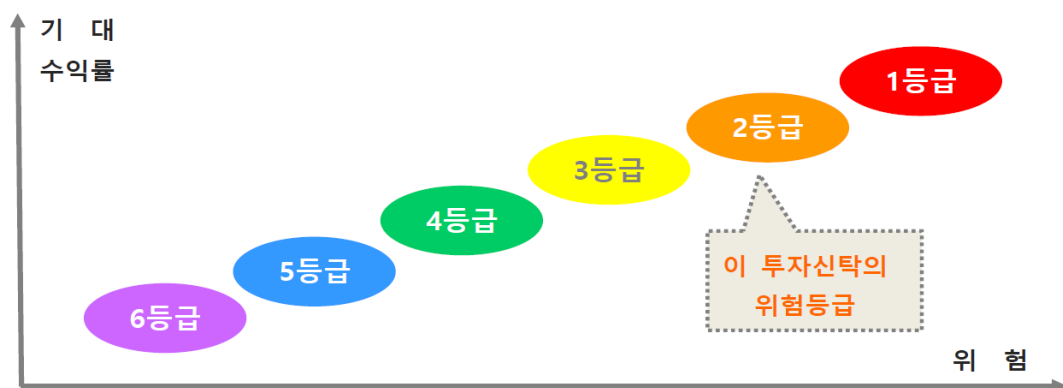 기 대
수익률
1등급
2등급
3등급
4등급
5등급
6등급
이 투자신탁의
위험등급
위 험